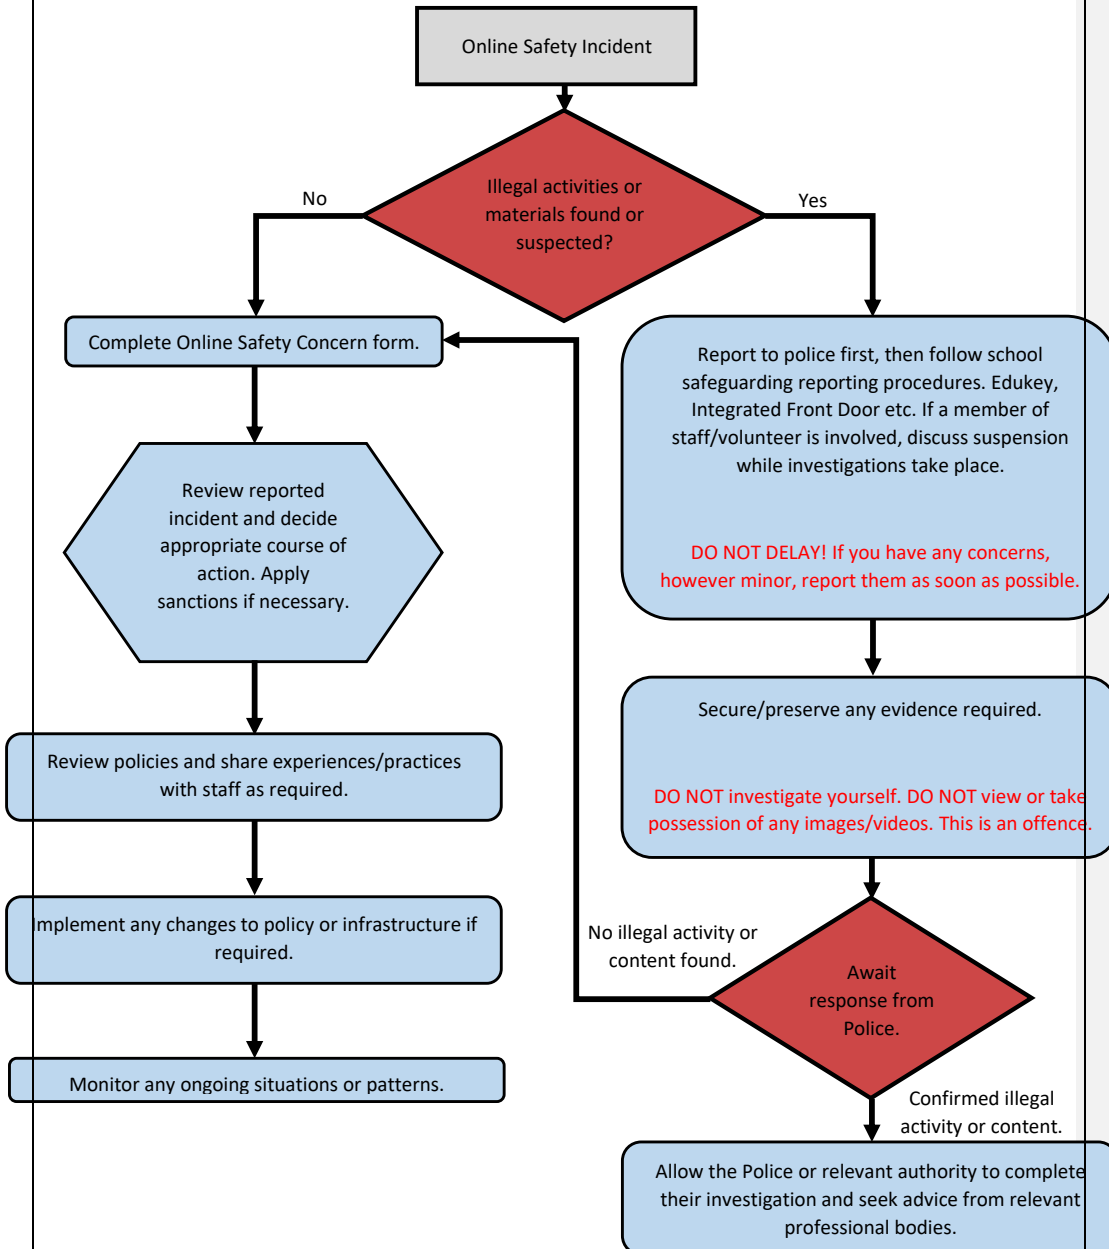 Online Safety Incident
Illegal activities or
materials found or
suspected?
No
Yes
Complete Online Safety Concern form.
Report to police first, then follow school
safeguarding reporting procedures. Edukey,
Integrated Front Door etc. If a member of
staff/volunteer is involved, discuss suspension
while investigations take place.
DO NOT DELAY! If you have any concerns,
however minor, report them as soon as possible.
Review reported
incident and decide
appropriate course of
action. Apply
sanctions if necessary.
Secure/preserve any evidence required.
DO NOT investigate yourself. DO NOT view or take
possession of any images/videos. This is an offence.
Review policies and share experiences/practices
with staff as required.
Implement any changes to policy or infrastructure if
required.
No illegal activity or
content found.
Await
response from
Police.
Monitor any ongoing situations or patterns.
Confirmed illegal
activity or content.
Allow the Police or relevant authority to complete
their investigation and seek advice from relevant
professional bodies.